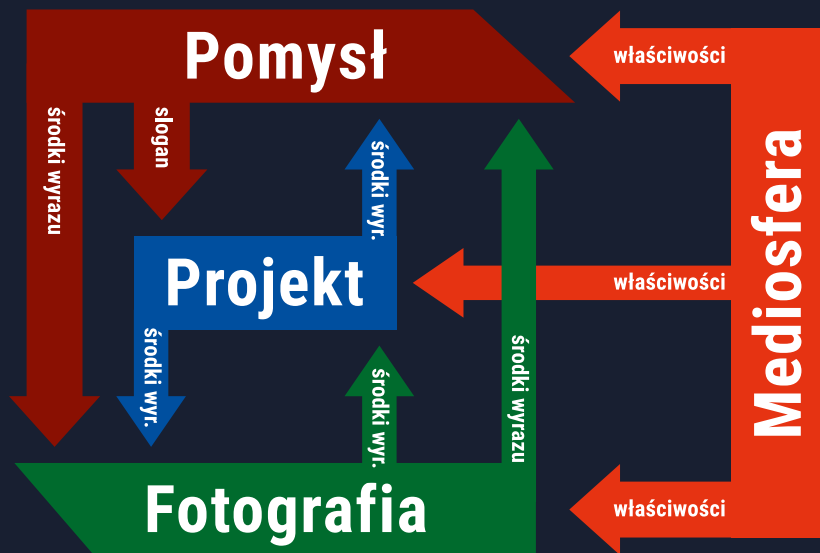 Pomysł
właściwości
środki wyrazu
slogan
środki wyr.
Projekt
właściwości
Mediosfera
środki wyr.
środki wyr.
środki wyrazu
Fotografia
właściwości